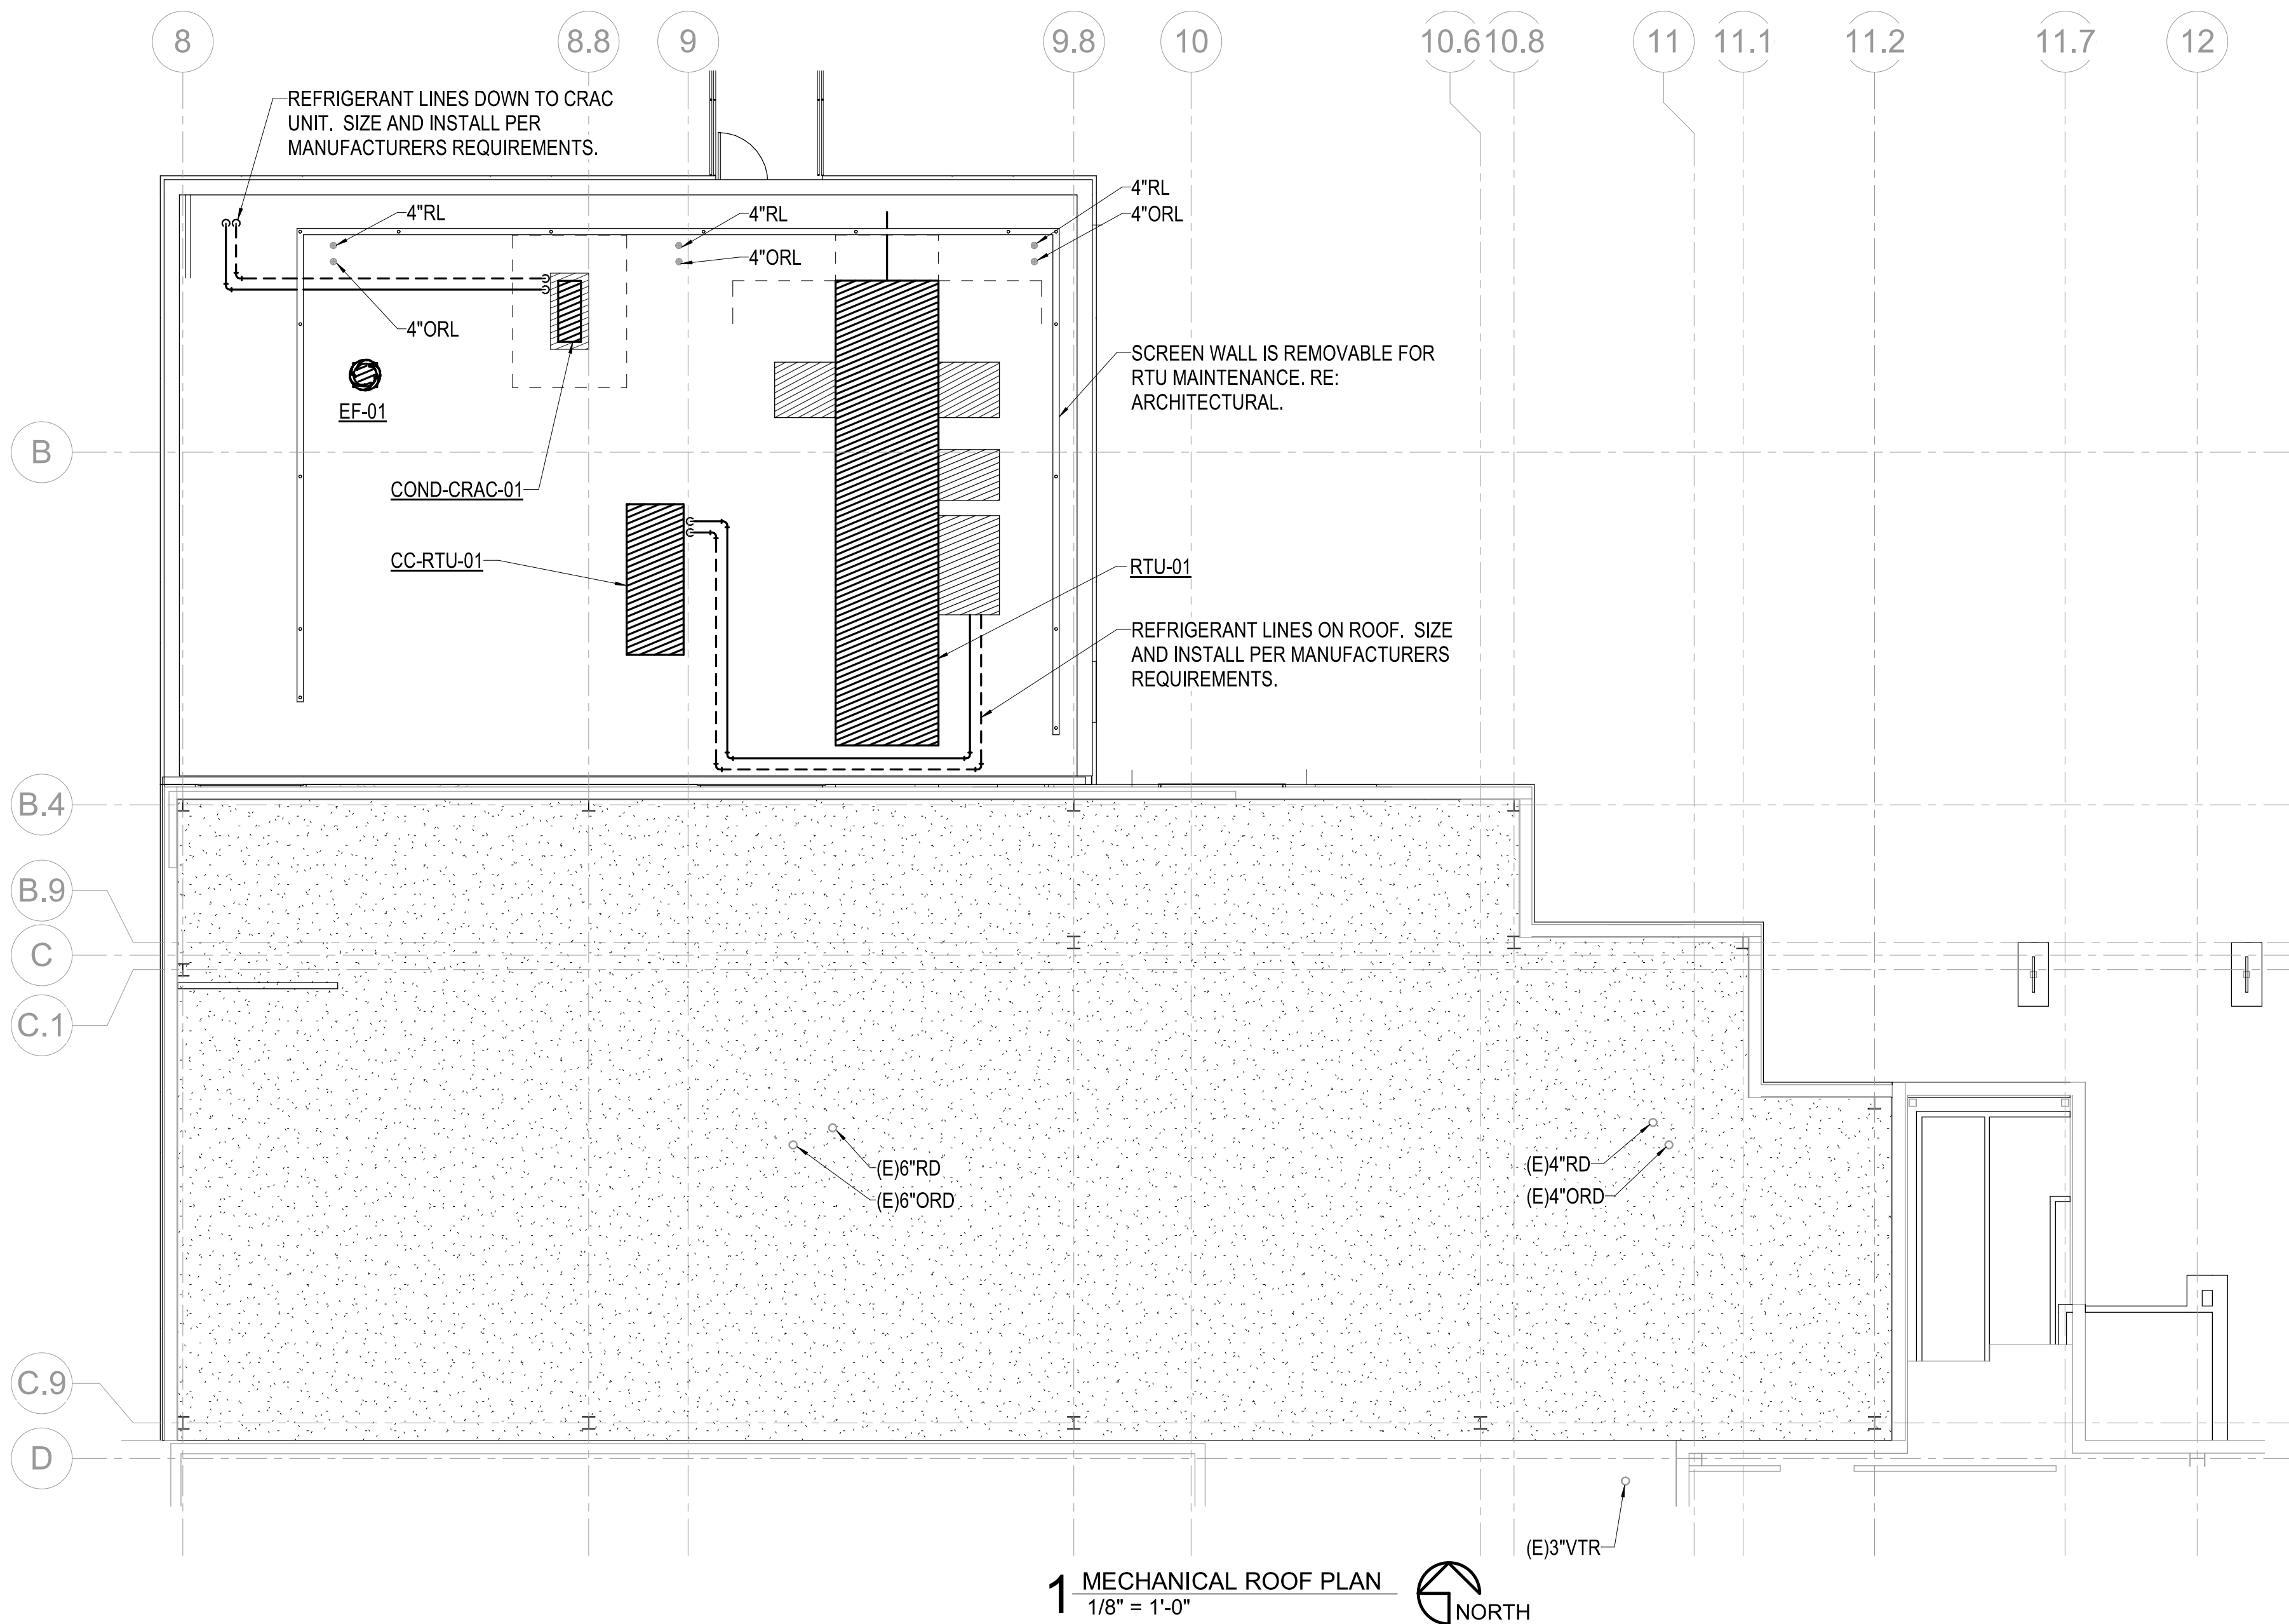 8
8.8
9
9.8
10
10.6
10.8
11
11.1
11.2
11.7
12
REFRIGERANT LINES DOWN TO CRAC
UNIT. SIZE AND INSTALL PER
MANUFACTURERS REQUIREMENTS.
4"RL
4"RL
4"RL
4"ORL
4"ORL
4"ORL
SCREEN WALL IS REMOVABLE FOR
RTU MAINTENANCE. RE:
ARCHITECTURAL.
EF-01
B
COND-CRAC-01
CC-RTU-01
RTU-01
REFRIGERANT LINES ON ROOF. SIZE
AND INSTALL PER MANUFACTURERS
REQUIREMENTS.
B.4
B.9
C
C.1
(E)6"RD
(E)6"ORD
(E)4"RD
(E)4"ORD
C.9
D
(E)3"VTR
1 MECHANICAL ROOF PLAN
1/8" = 1'-0"
NORTH